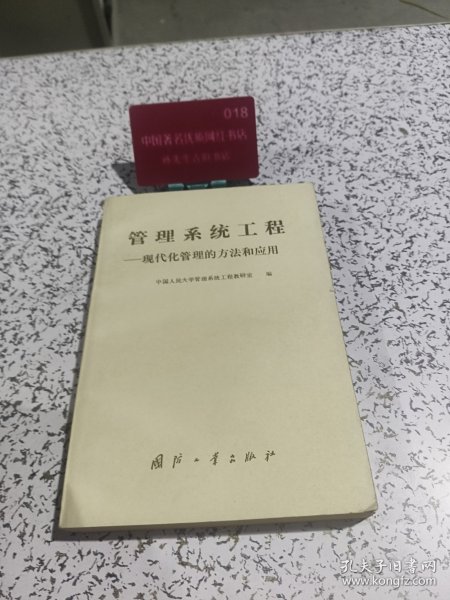 018
中国著名优质网红书店
孙先生古旧书店
管理系统工程
—现代化管理的方法和应用
中国人民大学管理系统工程教研室 编
国防工业出版社
孔夫子旧书网
www.kongfz.com